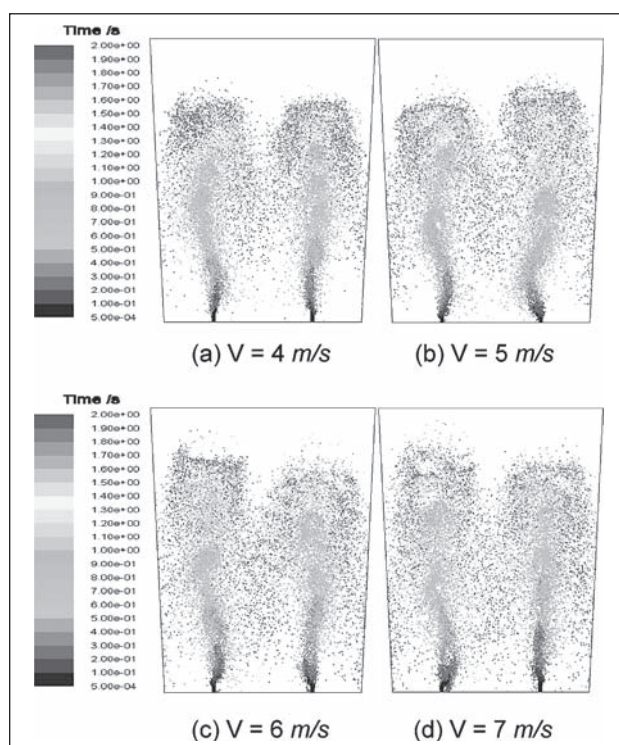 Time /s
2.00e+00
1.90e+00
1.80e+00
1.70e+00
1.60e+00
1.50e+00
1.40e+00
1.30e+00
1.20e+00
1.10e+00
1.00e+00
9.00e-01
8.00e-01
7.00e-01
6.00e-01
5.00e-01
4.00e-01
3.00e-01
2.00e-01
1.00e-01
5.00e-04
(a) V = 4 m/s
(b) V = 5 m/s
Time /s
2.00e+00
1.90e+00
1.80e+00
1.70e+00
1.60e+00
1.50e+00
1.40e+00
1.30e+00
1.20e+00
1.10e+00
1.00e+00
9.00e-01
8.00e-01
7.00e-01
6.00e-01
5.00e-01
4.00e-01
3.00e-01
2.00e-01
1.00e-01
5.00e-04
(c) V = 6 m/s
(d) V = 7 m/s